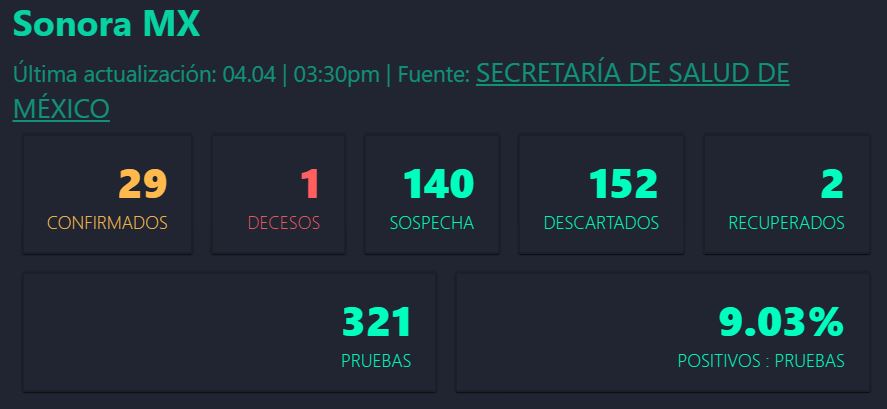 Sonora MX
Última actualización: 04.04 | 03:30pm | Fuente: SECRETARÍA DE SALUD DE
MÉXICO
29
CONFIRMADOS
1
DECESOS
140
SOSPECHA
152
DESCARTADOS
2
RECUPERADOS
321
PRUEBAS
9.03%
POSITIVOS : PRUEBAS